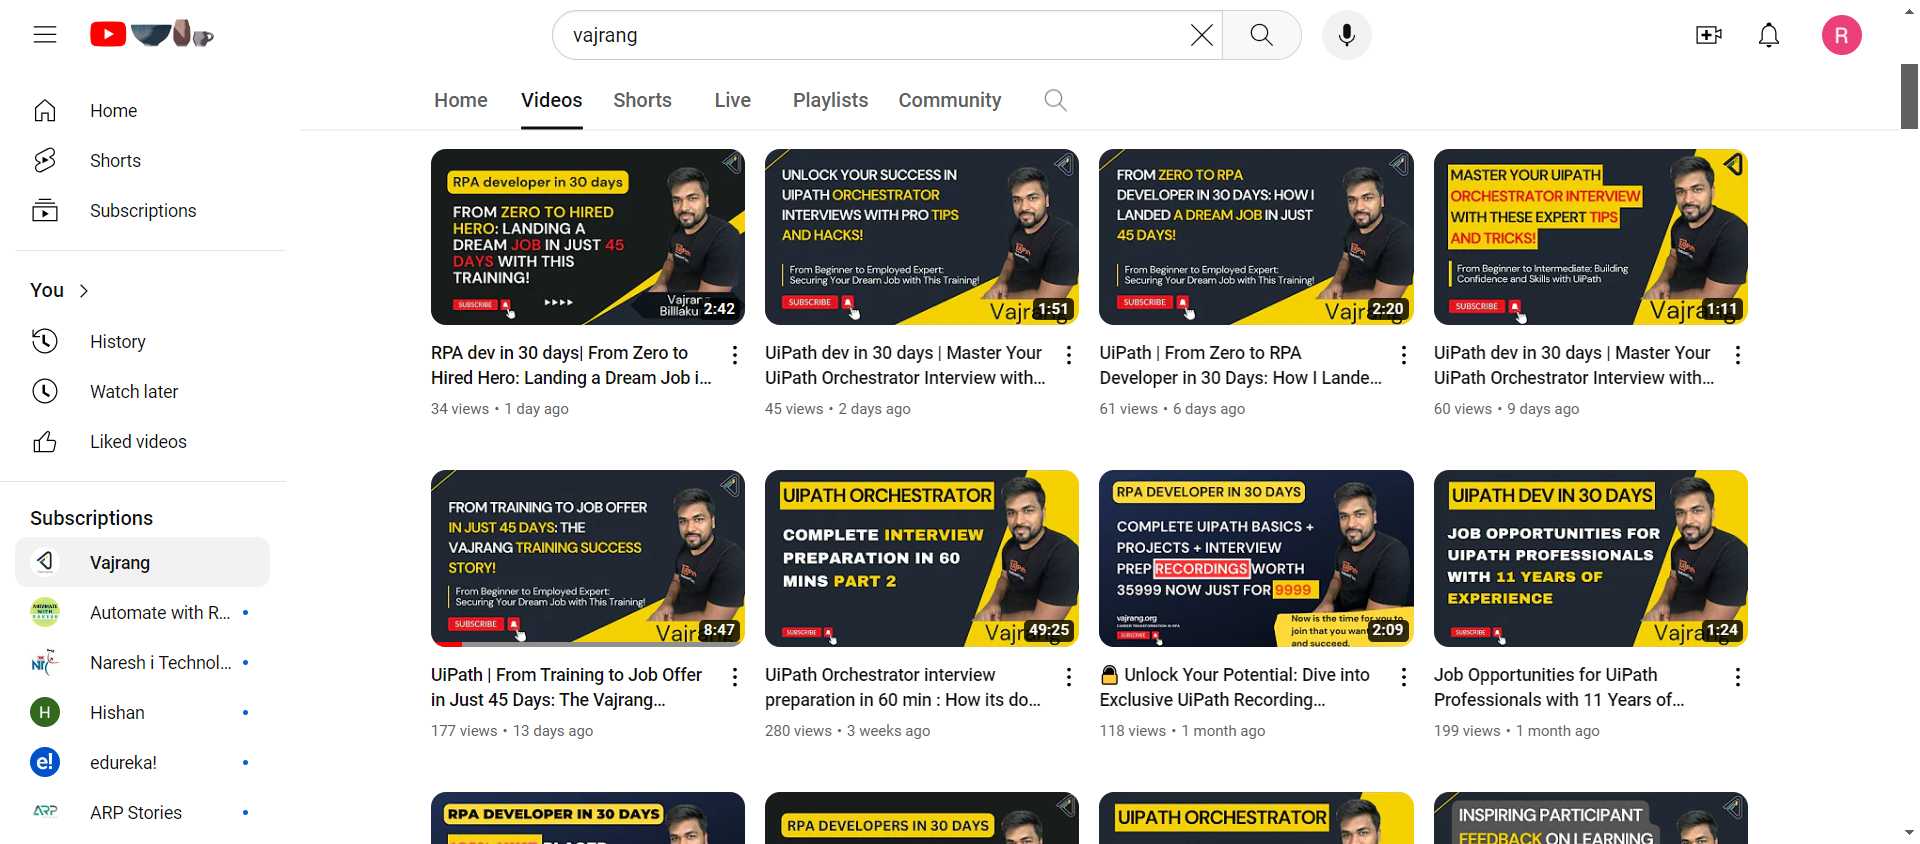 vajrang
R
Home
Videos
Shorts
Live
Playlists
Community
Home
Shorts
Subscriptions
You
History
Watch later
Liked videos
Subscriptions
Vajrang
Automate with R...
Naresh i Technol...
H
Hishan
e!
edureka!
ARP
ARP Stories
RPA developer in 30 days
FROM ZERO TO HIRED
HERO: LANDING A
DREAM JOB IN JUST 45
DAYS WITH THIS
TRAINING!
SUBSCRIBE
Vajrang
Billlaku
2:42
RPA dev in 30 days| From Zero to
Hired Hero: Landing a Dream Job i...
34 views • 1 day ago
UNLOCK YOUR SUCCESS IN
UIPATH ORCHESTRATOR
INTERVIEWS WITH PRO TIPS
AND HACKS!
From Beginner to Employed Expert:
Securing Your Dream Job with This Training!
SUBSCRIBE
Vajrang
1:51
UiPath dev in 30 days | Master Your
UiPath Orchestrator Interview with...
45 views • 2 days ago
FROM ZERO TO RPA
DEVELOPER IN 30 DAYS: HOW I
LANDED A DREAM JOB IN JUST
45 DAYS!
From Beginner to Employed Expert:
Securing Your Dream Job with This Training!
SUBSCRIBE
Vajrang
2:20
UiPath | From Zero to RPA
Developer in 30 Days: How I Lande...
61 views • 6 days ago
MASTER YOUR UIPATH
ORCHESTRATOR INTERVIEW
WITH THESE EXPERT TIPS
AND TRICKS!
From Beginner to Intermediate: Building
Confidence and Skills with UiPath
SUBSCRIBE
Vajrang
1:11
UiPath dev in 30 days | Master Your
UiPath Orchestrator Interview with...
60 views • 9 days ago
FROM TRAINING TO JOB OFFER
IN JUST 45 DAYS: THE
VAJRANG TRAINING SUCCESS
STORY!
From Beginner to Employed Expert:
Securing Your Dream Job with This Training!
SUBSCRIBE
Vajrang
8:47
UiPath | From Training to Job Offer
in Just 45 Days: The Vajrang...
177 views • 13 days ago
UIPATH ORCHESTRATOR
COMPLETE INTERVIEW
PREPARATION IN 60
MINS PART 2
SUBSCRIBE
Vajrang
49:25
UiPath Orchestrator interview
preparation in 60 min : How its do...
280 views • 3 weeks ago
RPA DEVELOPER IN 30 DAYS
COMPLETE UIPATH BASICS +
PROJECTS + INTERVIEW
PREP RECORDINGS WORTH
35999 NOW JUST FOR 9999
vajrang.org
SUBSCRIBE
Now is the time for you to
join that you want
and succeed.
2:09
Unlock Your Potential: Dive into
Exclusive UiPath Recording...
118 views • 1 month ago
UIPATH DEV IN 30 DAYS
JOB OPPORTUNITIES FOR
UIPATH PROFESSIONALS
WITH 11 YEARS OF
EXPERIENCE
SUBSCRIBE
Vajrang
1:24
Job Opportunities for UiPath
Professionals with 11 Years of...
199 views • 1 month ago
RPA DEVELOPER IN 30 DAYS
RPA DEVELOPERS IN 30 DAYS
UIPATH ORCHESTRATOR
INSPIRING PARTICIPANT
FEEDBACK ON LEARNING